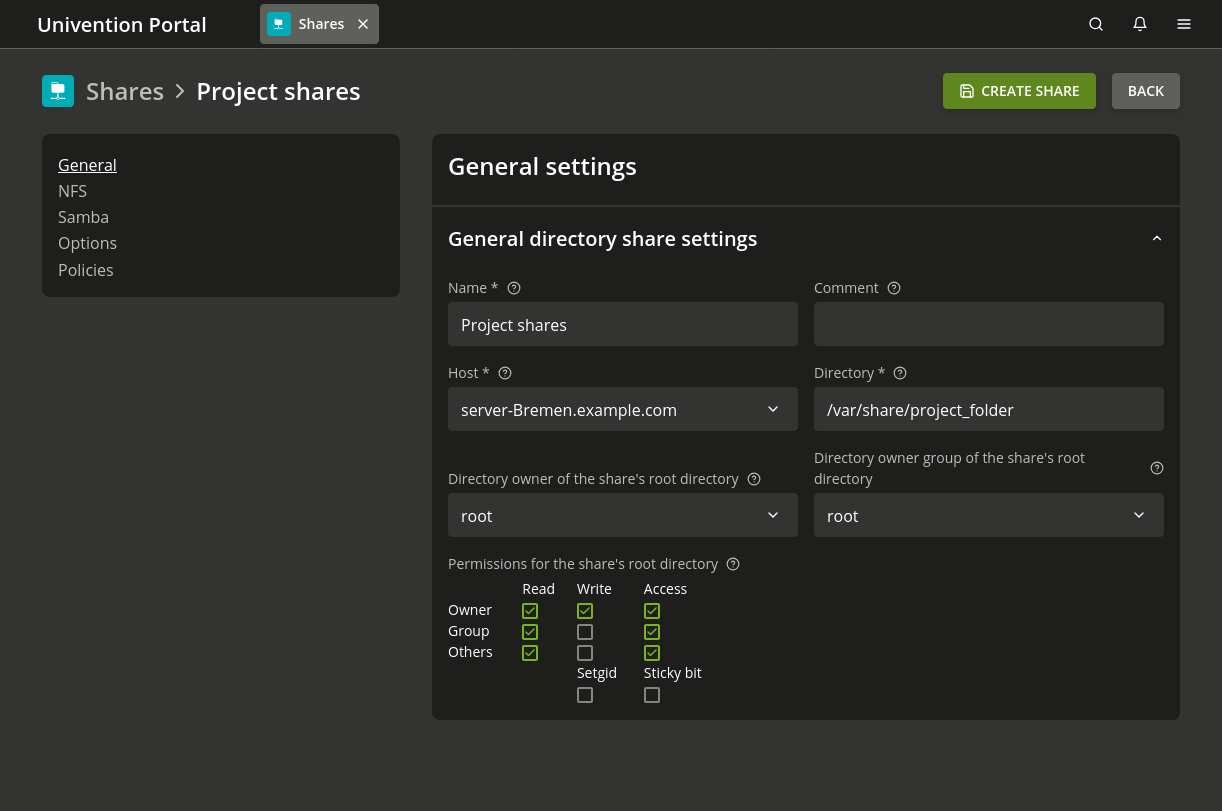 Univention Portal
Shares
Shares > Project shares
CREATE SHARE
BACK
General
NFS
Samba
Options
Policies
General settings
General directory share settings
Name *
Comment
Project shares
Host *
Directory *
server-Bremen.example.com
/var/share/project_folder
Directory owner of the share's root directory
Directory owner group of the share's root
directory
root
root
Permissions for the share's root directory
Read Write Access
Owner
Group
Others
Setgid Sticky bit